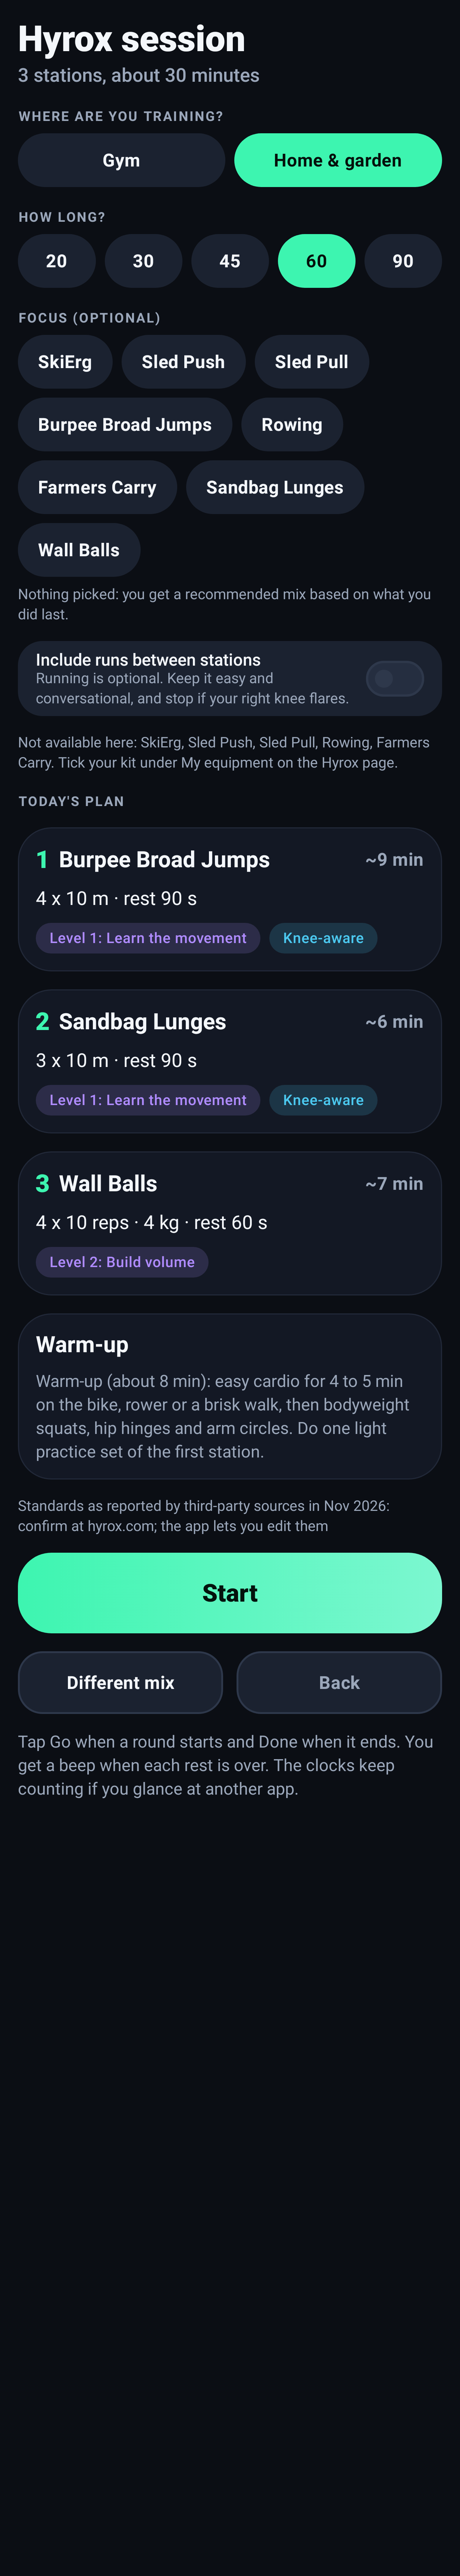 Hyrox session
3 stations, about 30 minutes
WHERE ARE YOU TRAINING?
Gym
Home & garden
HOW LONG?
20
30
45
60
90
FOCUS (OPTIONAL)
SkiErg
Sled Push
Sled Pull
Burpee Broad Jumps
Rowing
Farmers Carry
Sandbag Lunges
Wall Balls
Nothing picked: you get a recommended mix based on what you
did last.
Include runs between stations
Running is optional. Keep it easy and
conversational, and stop if your right knee flares.
Not available here: SkiErg, Sled Push, Sled Pull, Rowing, Farmers
Carry. Tick your kit under My equipment on the Hyrox page.
TODAY'S PLAN
1 Burpee Broad Jumps ~9 min
4 x 10 m · rest 90 s
Level 1: Learn the movement
Knee-aware
2 Sandbag Lunges ~6 min
3 x 10 m · rest 90 s
Level 1: Learn the movement
Knee-aware
3 Wall Balls ~7 min
4 x 10 reps · 4 kg · rest 60 s
Level 2: Build volume
Warm-up
Warm-up (about 8 min): easy cardio for 4 to 5 min
on the bike, rower or a brisk walk, then bodyweight
squats, hip hinges and arm circles. Do one light
practice set of the first station.
Standards as reported by third-party sources in Nov 2026:
confirm at hyrox.com; the app lets you edit them
Start
Different mix
Back
Tap Go when a round starts and Done when it ends. You
get a beep when each rest is over. The clocks keep
counting if you glance at another app.